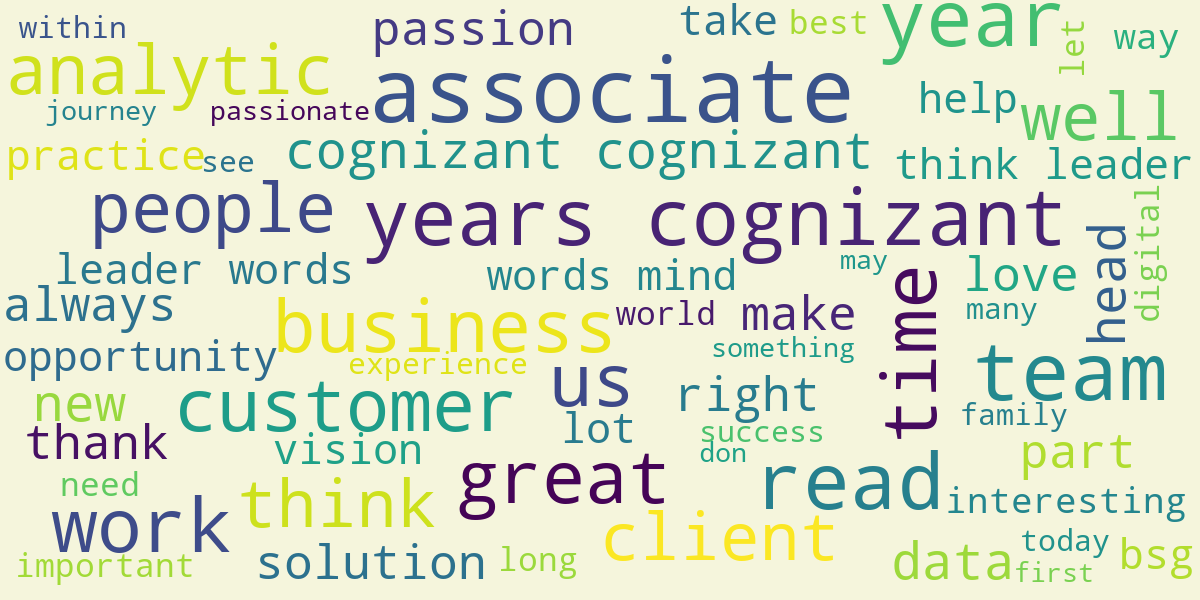 within
passion
take
best
year
let
way
analytic
associate
journey
passionate
help
well
practice
see
cognizant cognizant
think leader
people
years cognizant
digital
leader words
words mind
may
love
head
always
business
world
make
time
many
opportunity
experience
something
us
team
new
customer
right
family
thank
vision
lot
success
don
part
need
think
great
read
interesting
work
client
today
important
solution
long
data
first
bsg